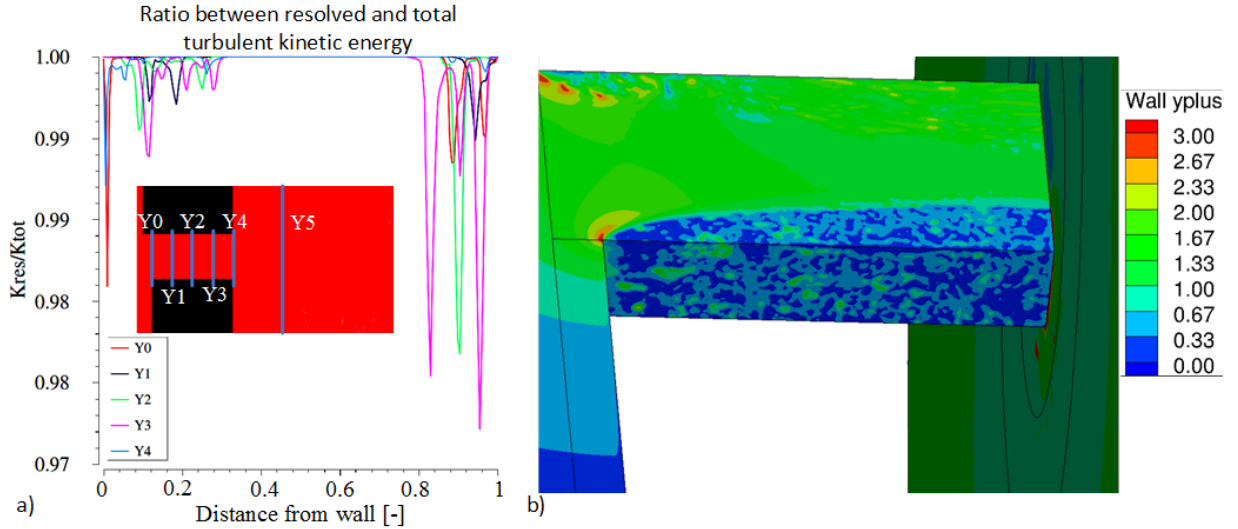 Ratio between resolved and total
turbulent kinetic energy
1.00
0.99
0.99
0.98
0.98
0.97
Kres/Ktot
Y0 Y2 Y4 Y5
Y1 Y3
Y0
Y1
Y2
Y3
Y4
0 0.2 0.4 0.6 0.8 1
Distance from wall [-]
a)
Wall yplus
3.00
2.67
2.33
2.00
1.67
1.33
1.00
0.67
0.33
0.00
b)